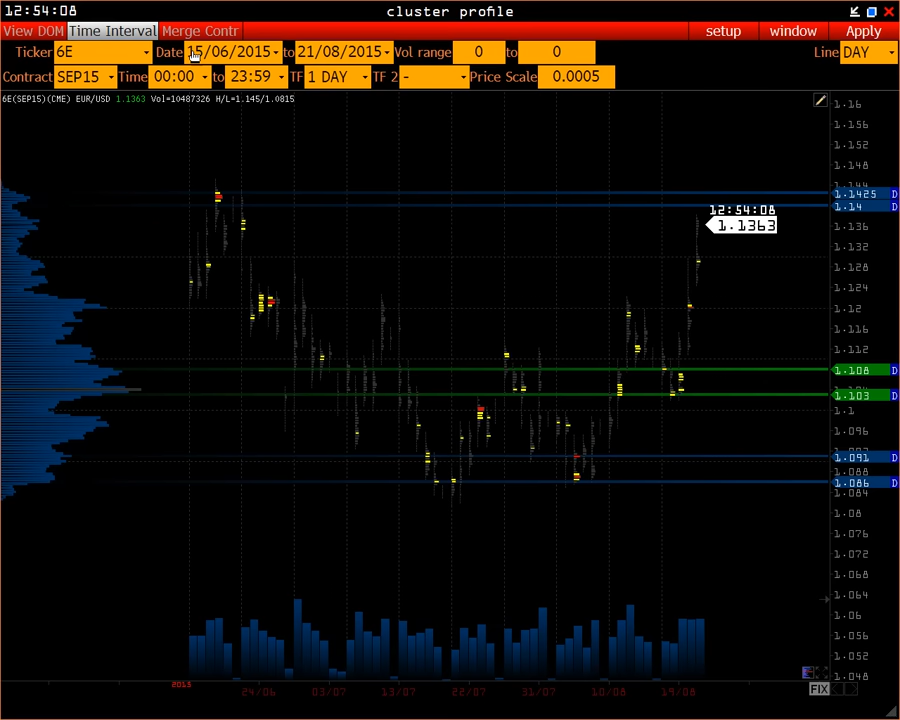 12:54:08 cluster profile
View DOM Time Interval Merge Contr setup window Apply
Ticker 6E Date 15/06/2015 to 21/08/2015 Vol range 0 to 0 Line DAY
Contract SEP15 Time 00:00 to 23:59 TF 1 DAY TF 2 - Price Scale 0.0005
6E(SEP15)(CME) EUR/USD 1.1363 Vol=10487326 H/L=1.145/1.0815
1.16
1.156
1.152
1.148
1.144
1.1425 D
1.14 D
12:54:08
1.1363
1.136
1.132
1.128
1.124
1.12
1.116
1.112
1.108 D
1.103 D
1.1
1.096
1.091 D
1.088
1.086 D
1.084
1.08
1.076
1.072
1.068
1.064
1.06
1.056
1.052
1.048
2015
24/06 03/07 13/07 22/07 31/07 10/08 19/08
FIX